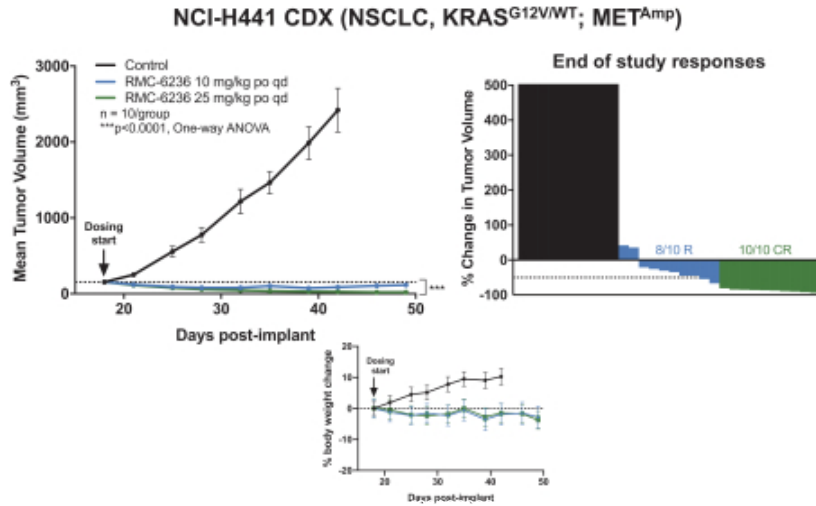 NCI-H441 CDX (NSCLC, KRASG12V/WT; METAmp)
Control
RMC-6236 10 mg/kg po qd
RMC-6236 25 mg/kg po qd
n = 10/group
***p<0.0001, One-way ANOVA
Mean Tumor Volume (mm3)
3000
2000
1000
0
Dosing
start
***
20
30
40
50
Days post-implant
End of study responses
% Change in Tumor Volume
500
400
300
200
100
0
-100
8/10 R
10/10 CR
% body weight change
20
10
0
-10
-20
Dosing
start
20
30
40
50
Days post-implant